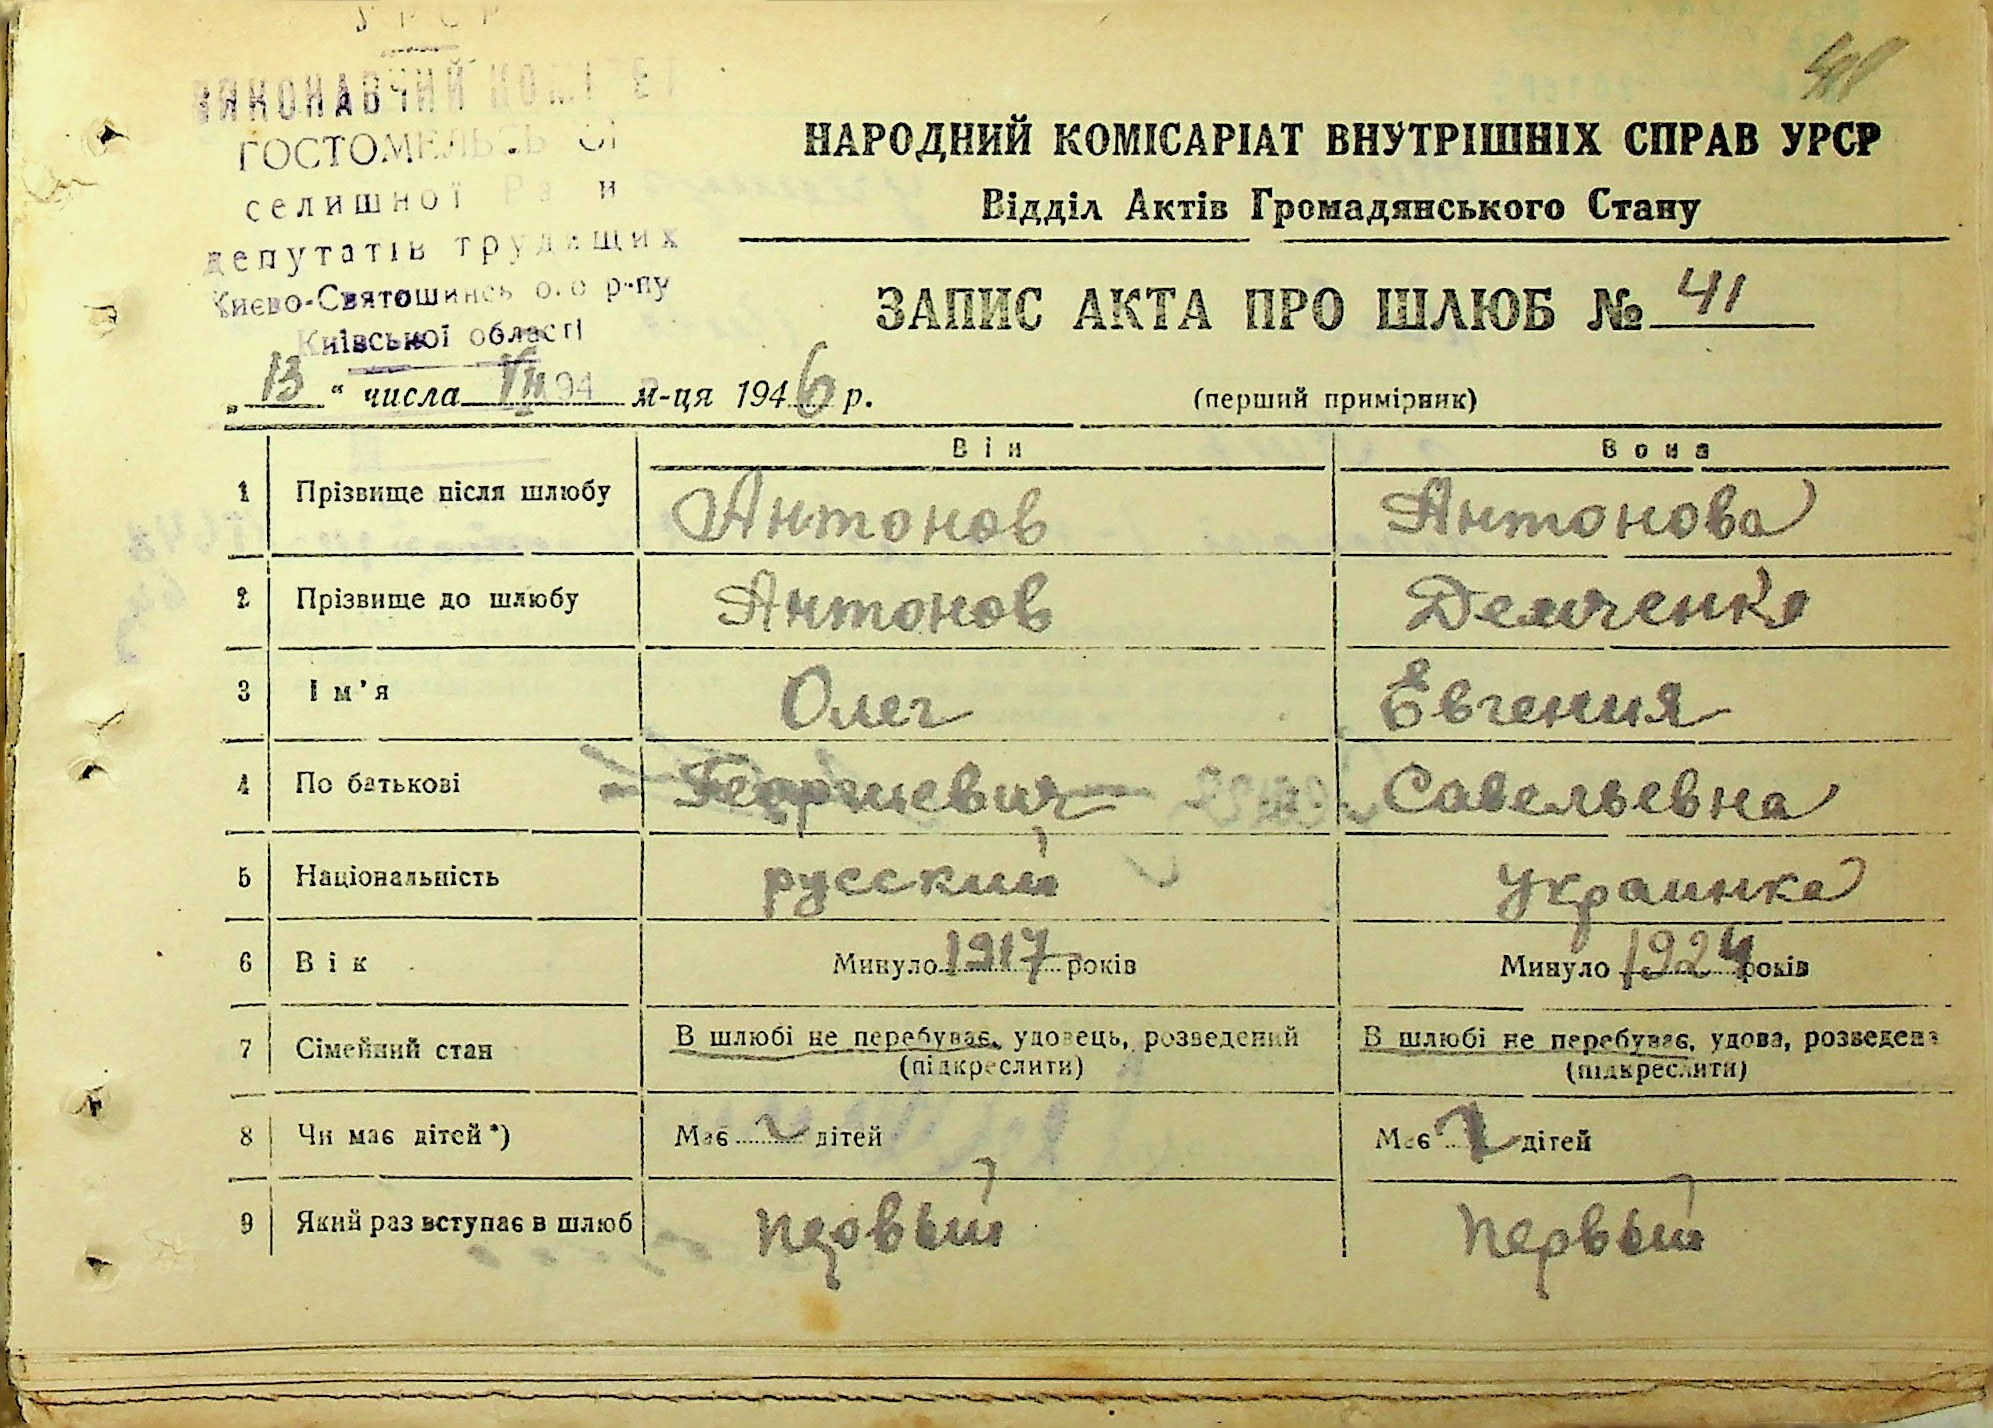 УРСР
ВИКОНАВЧИЙ
ГОСТОМЕЛЬСЬКОЇ
селишної Ради
депутатів трудящих
Києво-Святошинського р-ну
Київської області
НАРОДНИЙ КОМІСАРІАТ ВНУТРІШНІХ СПРАВ УРСР
Відділ Актів Громадянського Стану
ЗАПИС АКТА ПРО ШЛЮБ № 41
„ 13 “ числа VII 194 м-ця 1946 р.
(перший примірник)
Він Вона
1 Прізвище після шлюбу Антонов Антонова
2 Прізвище до шлюбу Антонов Демченко
3 Ім’я Олег Евгения
4 По батькові Георгиевич Савельевна
5 Національність русский украинка
6 Вік Минуло 1917 років Минуло 1924 років
7 Сімейний стан В шлюбі не перебуває, удовець, розведений (підкреслити) В шлюбі не перебуває, удова, розведена (підкреслити)
8 Чи має дітей*) Має дітей Має дітей
9 Який раз вступає в шлюб первый первый